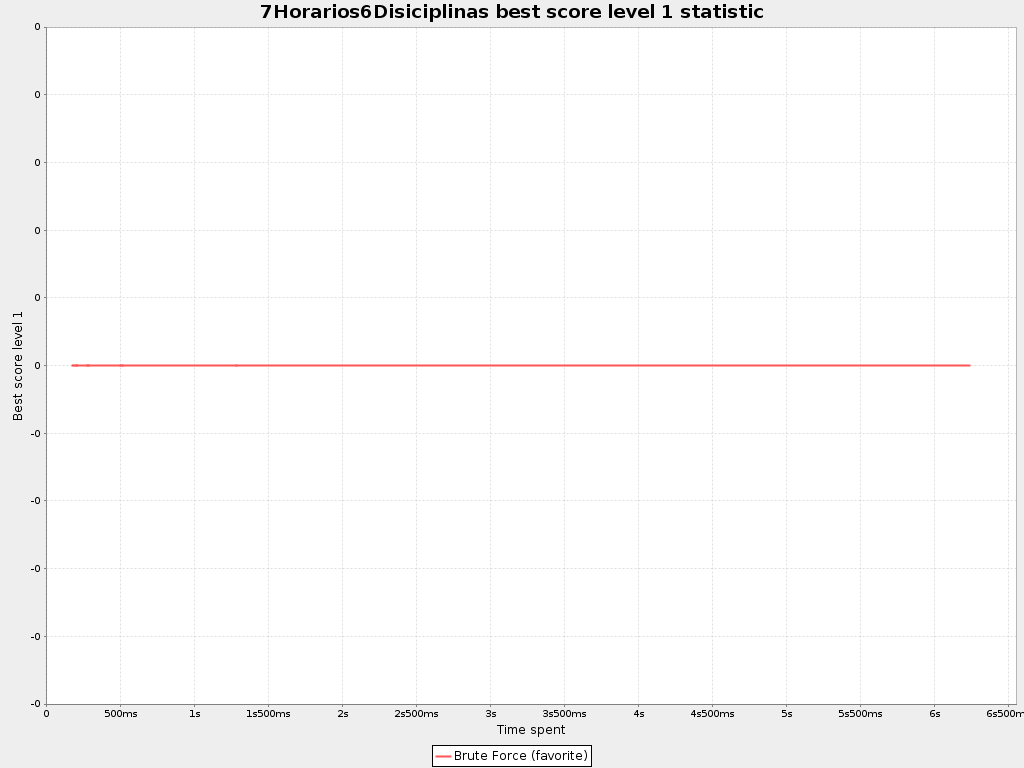 7Horarios6Disiciplinas best score level 1 statistic
0
0
0
0
0
0
-0
-0
-0
-0
-0
Best score level 1
0 500ms 1s 1s500ms 2s 2s500ms 3s 3s500ms 4s 4s500ms 5s 5s500ms 6s 6s500m
Time spent
Brute Force (favorite)